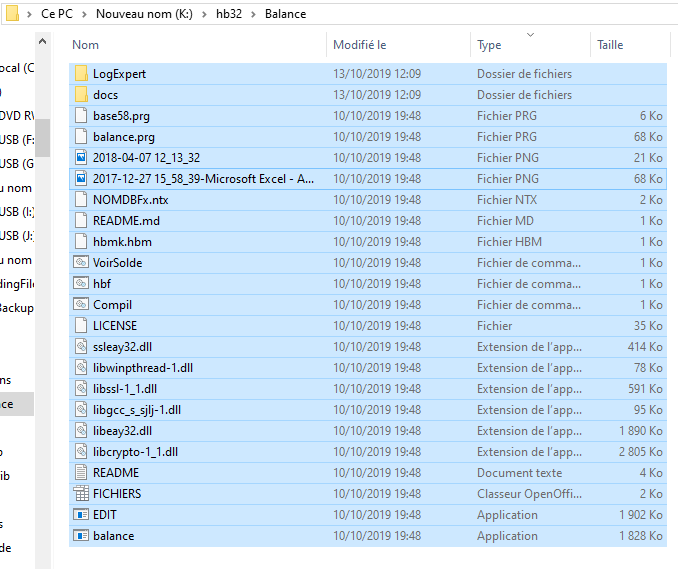 Ce PC > Nouveau nom (K:) > hb32 > Balance
Nom Modifié le Type Taille
LogExpert 13/10/2019 12:09 Dossier de fichiers
docs 13/10/2019 12:09 Dossier de fichiers
base58.prg 10/10/2019 19:48 Fichier PRG 6 Ko
balance.prg 10/10/2019 19:48 Fichier PRG 68 Ko
2018-04-07 12_13_32 10/10/2019 19:48 Fichier PNG 21 Ko
2017-12-27 15_58_39-Microsoft Excel - A... 10/10/2019 19:48 Fichier PNG 68 Ko
NOMDBFx.ntx 10/10/2019 19:48 Fichier NTX 2 Ko
README.md 10/10/2019 19:48 Fichier MD 1 Ko
hbmk.hbm 10/10/2019 19:48 Fichier HBM 1 Ko
VoirSolde 10/10/2019 19:48 Fichier de comma... 1 Ko
hbf 10/10/2019 19:48 Fichier de comma... 1 Ko
Compil 10/10/2019 19:48 Fichier de comma... 1 Ko
LICENSE 10/10/2019 19:48 Fichier 35 Ko
ssleay32.dll 10/10/2019 19:48 Extension de l'app... 414 Ko
libwinpthread-1.dll 10/10/2019 19:48 Extension de l'app... 78 Ko
libssl-1_1.dll 10/10/2019 19:48 Extension de l'app... 591 Ko
libgcc_s_sjlj-1.dll 10/10/2019 19:48 Extension de l'app... 95 Ko
libeay32.dll 10/10/2019 19:48 Extension de l'app... 1 890 Ko
libcrypto-1_1.dll 10/10/2019 19:48 Extension de l'app... 2 805 Ko
README 10/10/2019 19:48 Document texte 4 Ko
FICHIERS 10/10/2019 19:48 Classeur OpenOffi... 2 Ko
EDIT 10/10/2019 19:48 Application 1 902 Ko
balance 10/10/2019 19:48 Application 1 828 Ko
ocal (C
)
DVD RW
USB (F:
USB (G
u nom
USB (I:)
USB (J:)
u nom
dingFile
Backup
ns
nce
o
ib
s
de